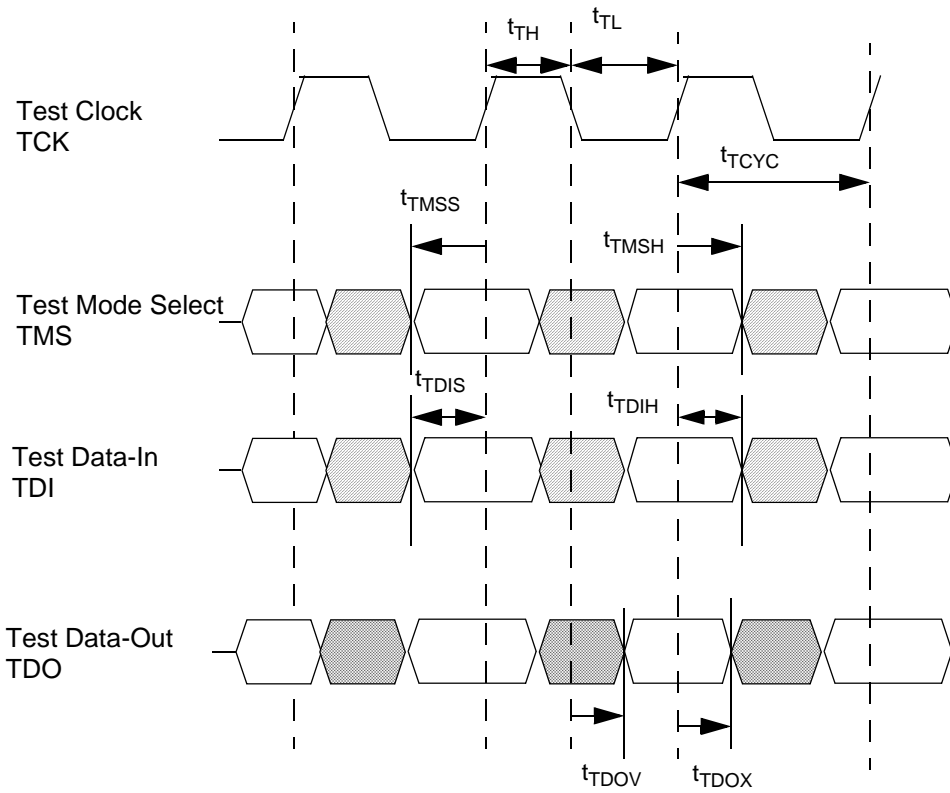 tTH
tTL
Test Clock
TCK
tTCYC
tTMSS
tTMSH
Test Mode Select
TMS
tTDIS
tTDIH
Test Data-In
TDI
Test Data-Out
TDO
tTDOV
tTDOX